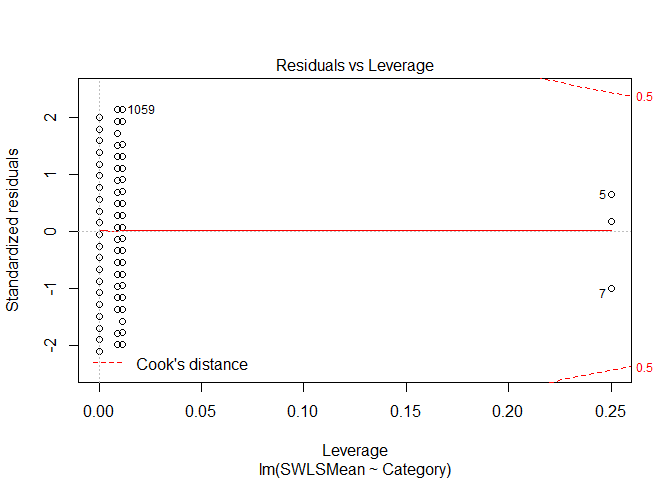 Residuals vs Leverage
Standardized residuals
2
1
0
-1
-2
1059
5
7
0.5
0.5
Cook's distance
0.00 0.05 0.10 0.15 0.20 0.25
Leverage
lm(SWLSMean ~ Category)